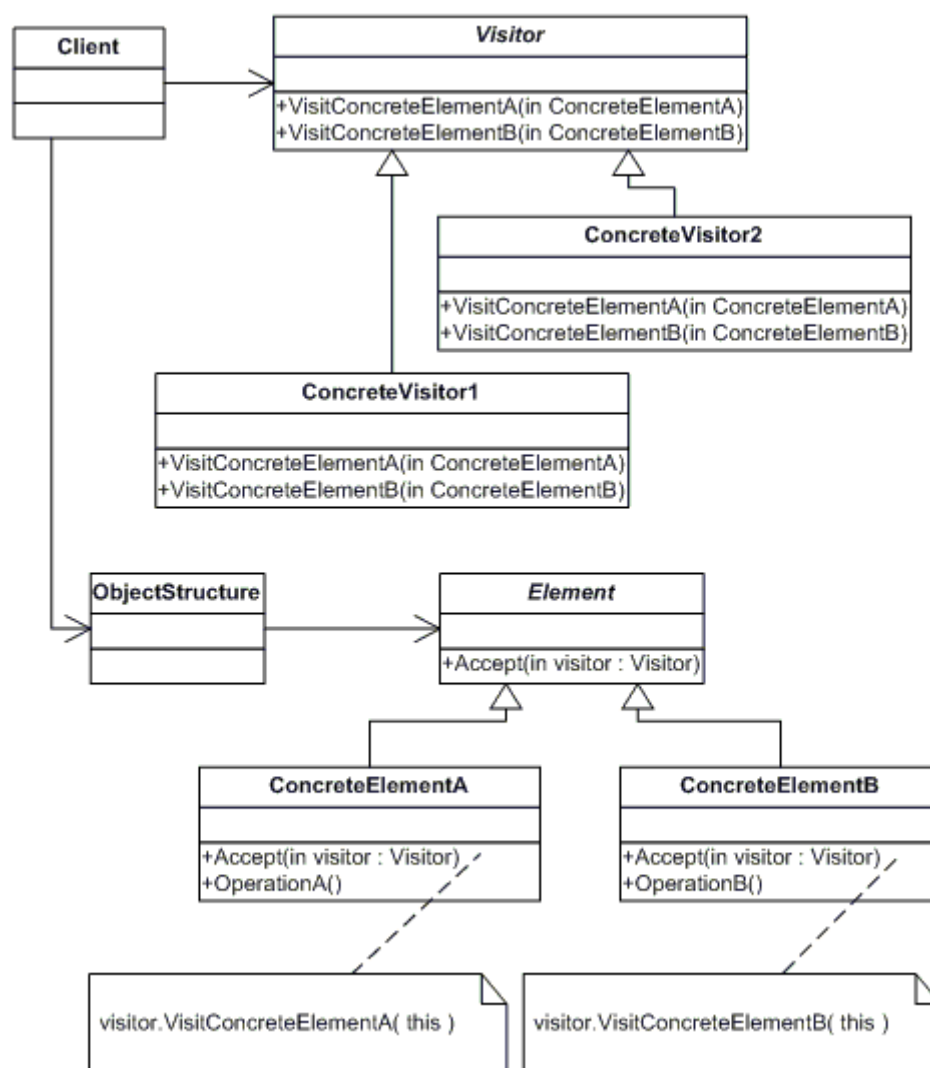 Client
Visitor
+VisitConcreteElementA(in ConcreteElementA)
+VisitConcreteElementB(in ConcreteElementB)
ConcreteVisitor2
+VisitConcreteElementA(in ConcreteElementA)
+VisitConcreteElementB(in ConcreteElementB)
ConcreteVisitor1
+VisitConcreteElementA(in ConcreteElementA)
+VisitConcreteElementB(in ConcreteElementB)
ObjectStructure
Element
+Accept(in visitor : Visitor)
ConcreteElementA
+Accept(in visitor : Visitor)
+OperationA()
ConcreteElementB
+Accept(in visitor : Visitor)
+OperationB()
visitor.VisitConcreteElementA( this )
visitor.VisitConcreteElementB( this )